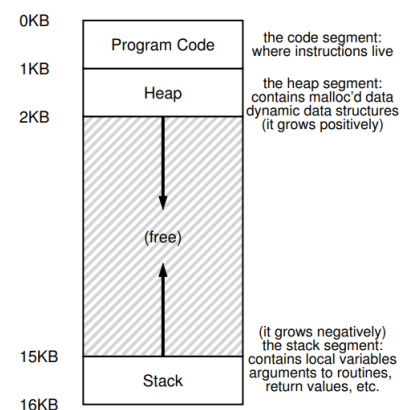 0KB
Program Code
the code segment:
where instructions live
1KB
Heap
the heap segment:
contains malloc'd data
dynamic data structures
(it grows positively)
2KB
(free)
(it grows negatively)
the stack segment:
contains local variables
arguments to routines,
return values, etc.
15KB
Stack
16KB